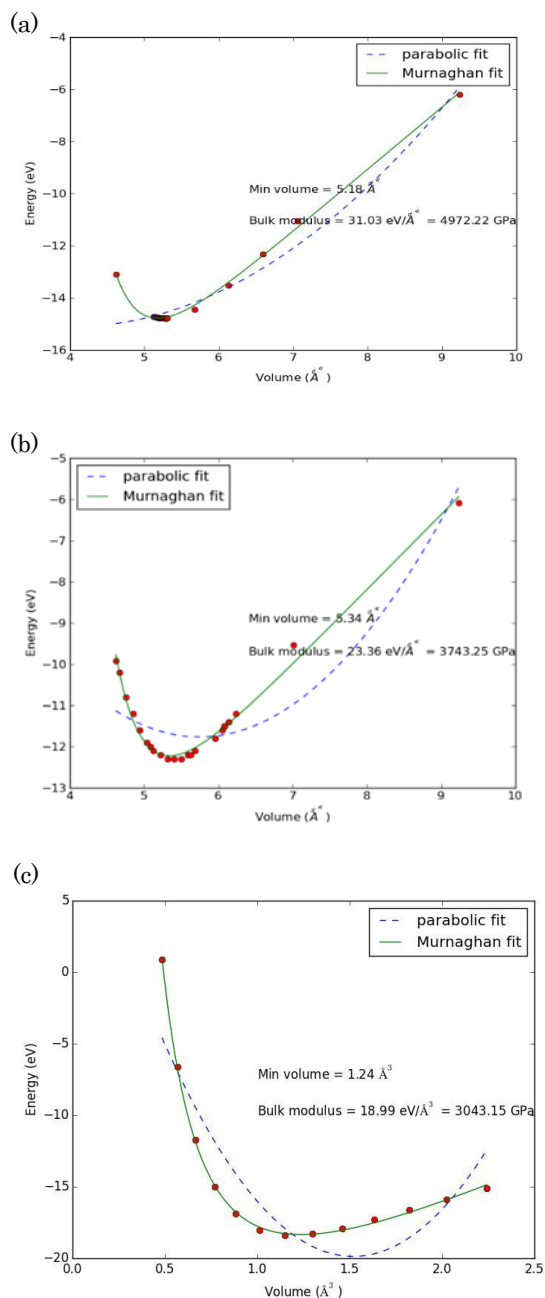 (a)
−4
−6
−8
−10
−12
−14
−16
Energy (eV)
parabolic fit
Murnaghan fit
Min volume = 5.18
Bulk modulus = 31.03 eV/ = 4972.22 GPa
4 5 6 7 8 9 10
Volume
(b)
−5
−6
−7
−8
−9
−10
−11
−12
−13
Energy (eV)
parabolic fit
Murnaghan fit
Min volume = 5.34
Bulk modulus = 23.36 eV/ = 3743.25 GPa
4 5 6 7 8 9 10
Volume
(c)
5
0
−5
−10
−15
−20
Energy (eV)
parabolic fit
Murnaghan fit
Min volume = 1.24 Å³
Bulk modulus = 18.99 eV/Å³ = 3043.15 GPa
0.0 0.5 1.0 1.5 2.0 2.5
Volume (Å³)